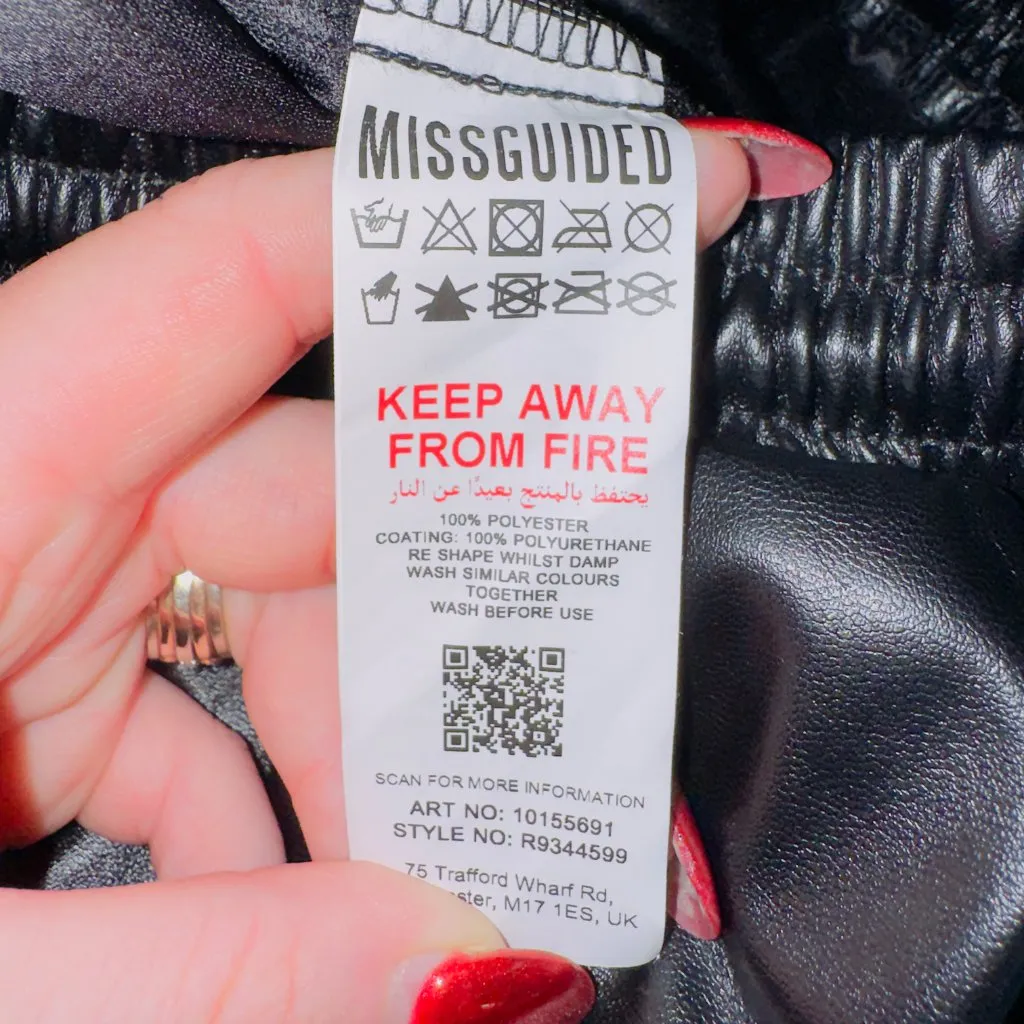 MISSGUIDED
KEEP AWAY
FROM FIRE
يحتفظ بالمنتج بعيدًا عن النار
100% POLYESTER
COATING: 100% POLYURETHANE
RE SHAPE WHILST DAMP
WASH SIMILAR COLOURS
TOGETHER
WASH BEFORE USE
SCAN FOR MORE INFORMATION
ART NO: 10155691
STYLE NO: R9344599
75 Trafford Wharf Rd,
ester, M17 1ES, UK